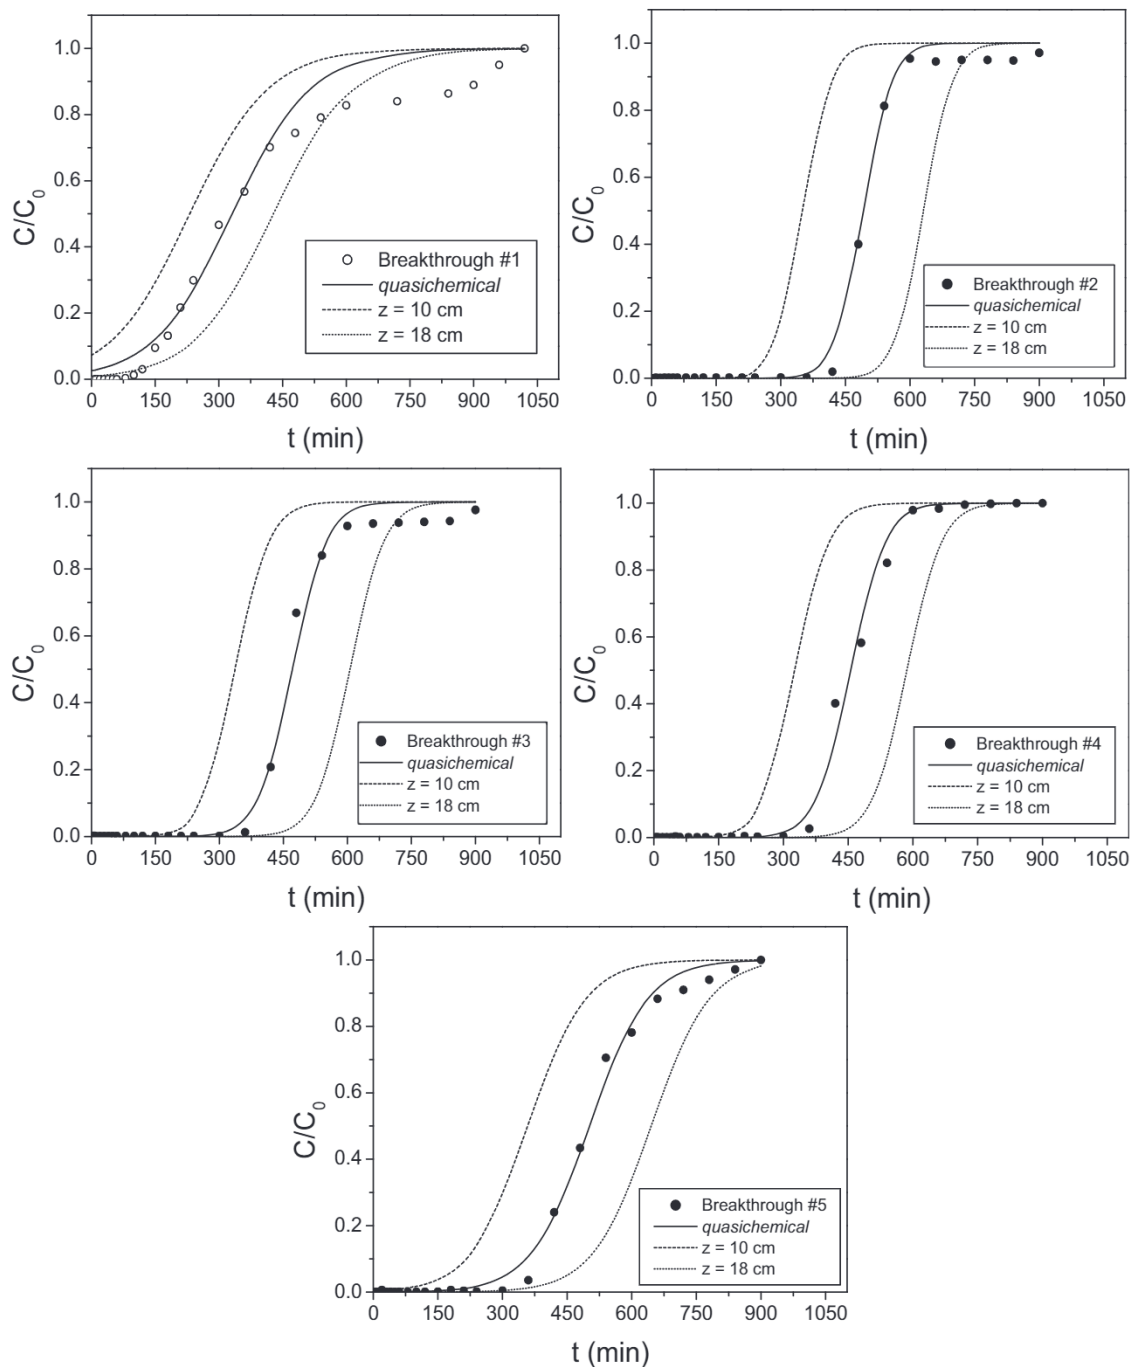 1.0
0.8
0.6
0.4
0.2
0.0
C/C0
0 150 300 450 600 750 900 1050
t (min)
Breakthrough #1
quasichemical
z = 10 cm
z = 18 cm
1.0
0.8
0.6
0.4
0.2
0.0
C/C0
0 150 300 450 600 750 900 1050
t (min)
Breakthrough #2
quasichemical
z = 10 cm
z = 18 cm
1.0
0.8
0.6
0.4
0.2
0.0
C/C0
0 150 300 450 600 750 900 1050
t (min)
Breakthrough #3
quasichemical
z = 10 cm
z = 18 cm
1.0
0.8
0.6
0.4
0.2
0.0
C/C0
0 150 300 450 600 750 900 1050
t (min)
Breakthrough #4
quasichemical
z = 10 cm
z = 18 cm
1.0
0.8
0.6
0.4
0.2
0.0
C/C0
0 150 300 450 600 750 900 1050
t (min)
Breakthrough #5
quasichemical
z = 10 cm
z = 18 cm